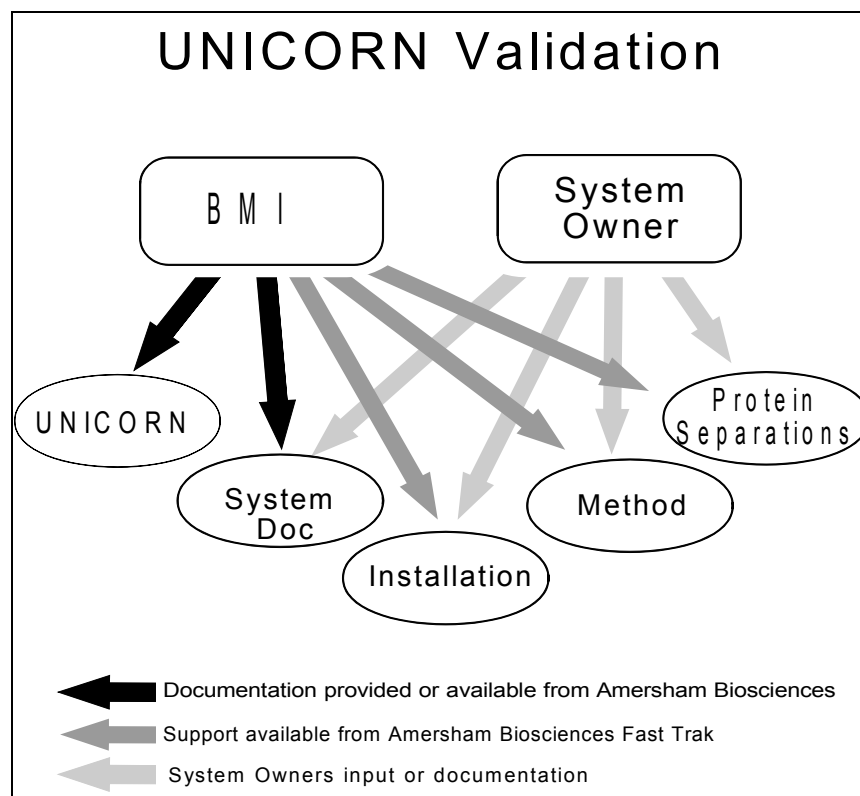 UNICORN Validation
BMI
System
Owner
UNICORN
System
Doc
Installation
Method
Protein
Separations
Documentation provided or available from Amersham Biosciences
Support available from Amersham Biosciences Fast Trak
System Owners input or documentation